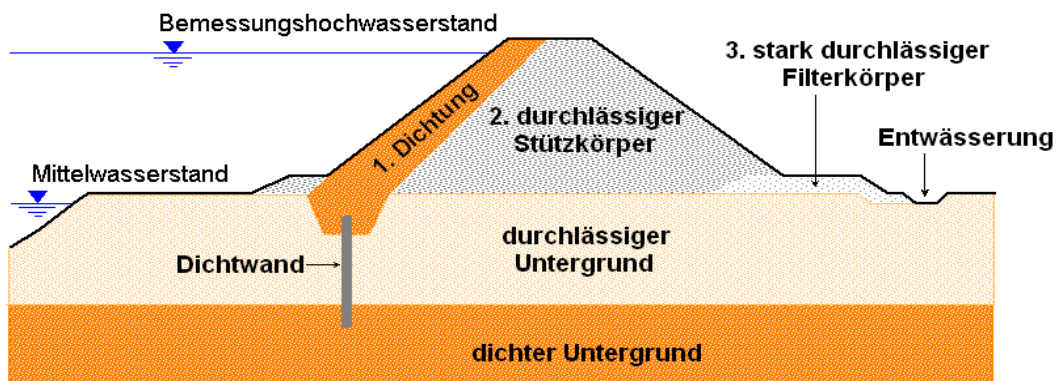 Bemessungshochwasserstand
3. stark durchlässiger
Filterkörper
1. Dichtung
2. durchlässiger
Stützkörper
Entwässerung
Mittelwasserstand
durchlässiger
Untergrund
Dichtwand
dichter Untergrund